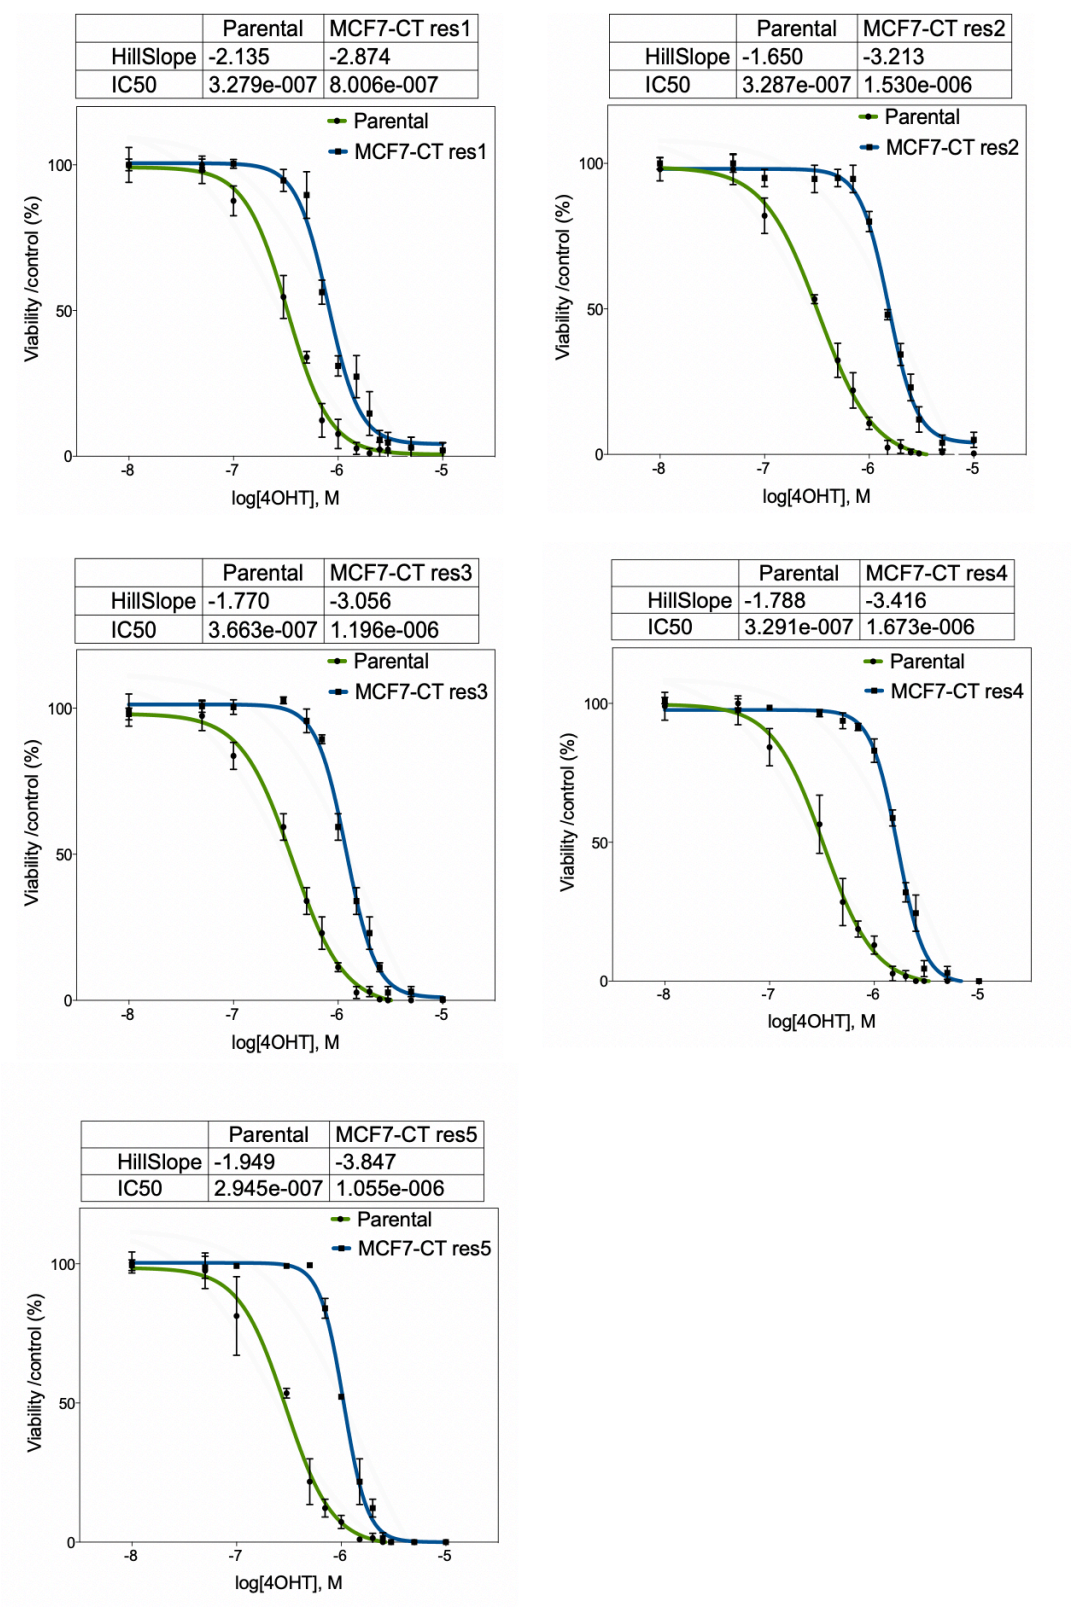 Parental MCF7-CT res1
HillSlope -2.135 -2.874
IC50 3.279e-007 8.006e-007
Parental
MCF7-CT res1
100
50
0
Viability /control (%)
-8 -7 -6 -5
log[4OHT], M
Parental MCF7-CT res2
HillSlope -1.650 -3.213
IC50 3.287e-007 1.530e-006
Parental
MCF7-CT res2
100
50
0
Viability /control (%)
-8 -7 -6 -5
log[4OHT], M
Parental MCF7-CT res3
HillSlope -1.770 -3.056
IC50 3.663e-007 1.196e-006
Parental
MCF7-CT res3
100
50
0
Viability /control (%)
-8 -7 -6 -5
log[4OHT], M
Parental MCF7-CT res4
HillSlope -1.788 -3.416
IC50 3.291e-007 1.673e-006
Parental
MCF7-CT res4
100
50
0
Viability /control (%)
-8 -7 -6 -5
log[4OHT], M
Parental MCF7-CT res5
HillSlope -1.949 -3.847
IC50 2.945e-007 1.055e-006
Parental
MCF7-CT res5
100
50
0
Viability /control (%)
-8 -7 -6 -5
log[4OHT], M